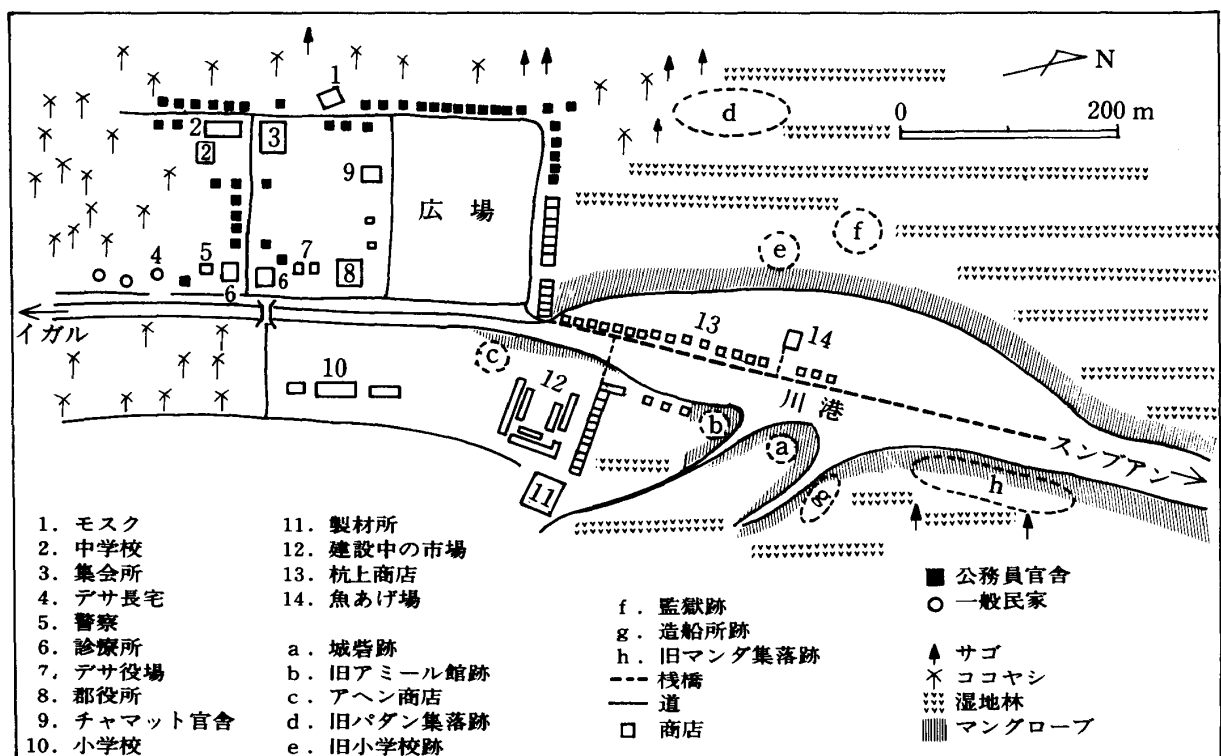 N
0 200 m
1
2
2
3
9
広場
d
f
e
4
5
6
6
7
8
13
14
イガル
c
12
10
川港
b
a
スンブアン
11
g
h
1. モスク
2. 中学校
3. 集会所
4. デサ長宅
5. 警察
6. 診療所
7. デサ役場
8. 郡役所
9. チャマット官舎
10. 小学校
11. 製材所
12. 建設中の市場
13. 杭上商店
14. 魚あげ場
a. 城砦跡
b. 旧アミール館跡
c. アヘン商店
d. 旧パダン集落跡
e. 旧小学校跡
f. 監獄跡
g. 造船所跡
h. 旧マンダ集落跡
桟橋
道
商店
公務員官舎
一般民家
サゴ
ココヤシ
湿地林
マングローブ